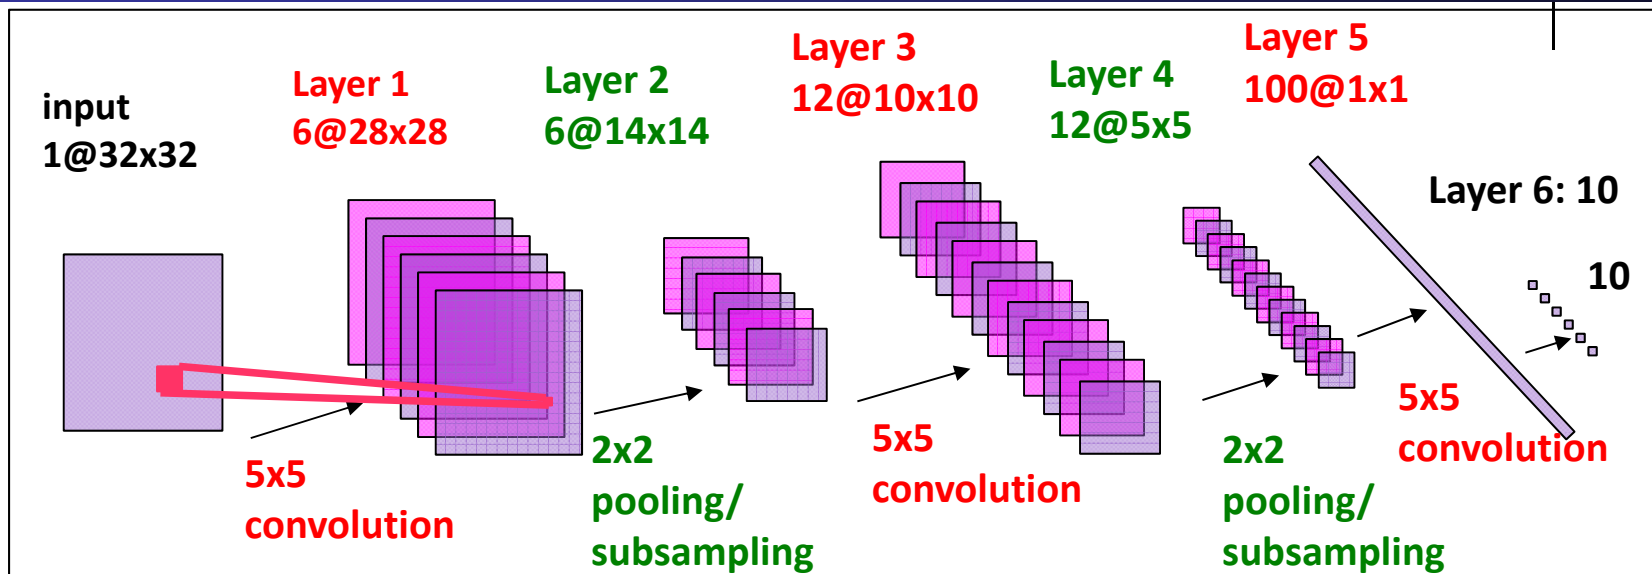 input
1@32x32
Layer 1
6@28x28
Layer 2
6@14x14
Layer 3
12@10x10
Layer 4
12@5x5
Layer 5
100@1x1
Layer 6: 10
10
5x5
convolution
2x2
pooling/
subsampling
5x5
convolution
2x2
pooling/
subsampling
5x5
convolution